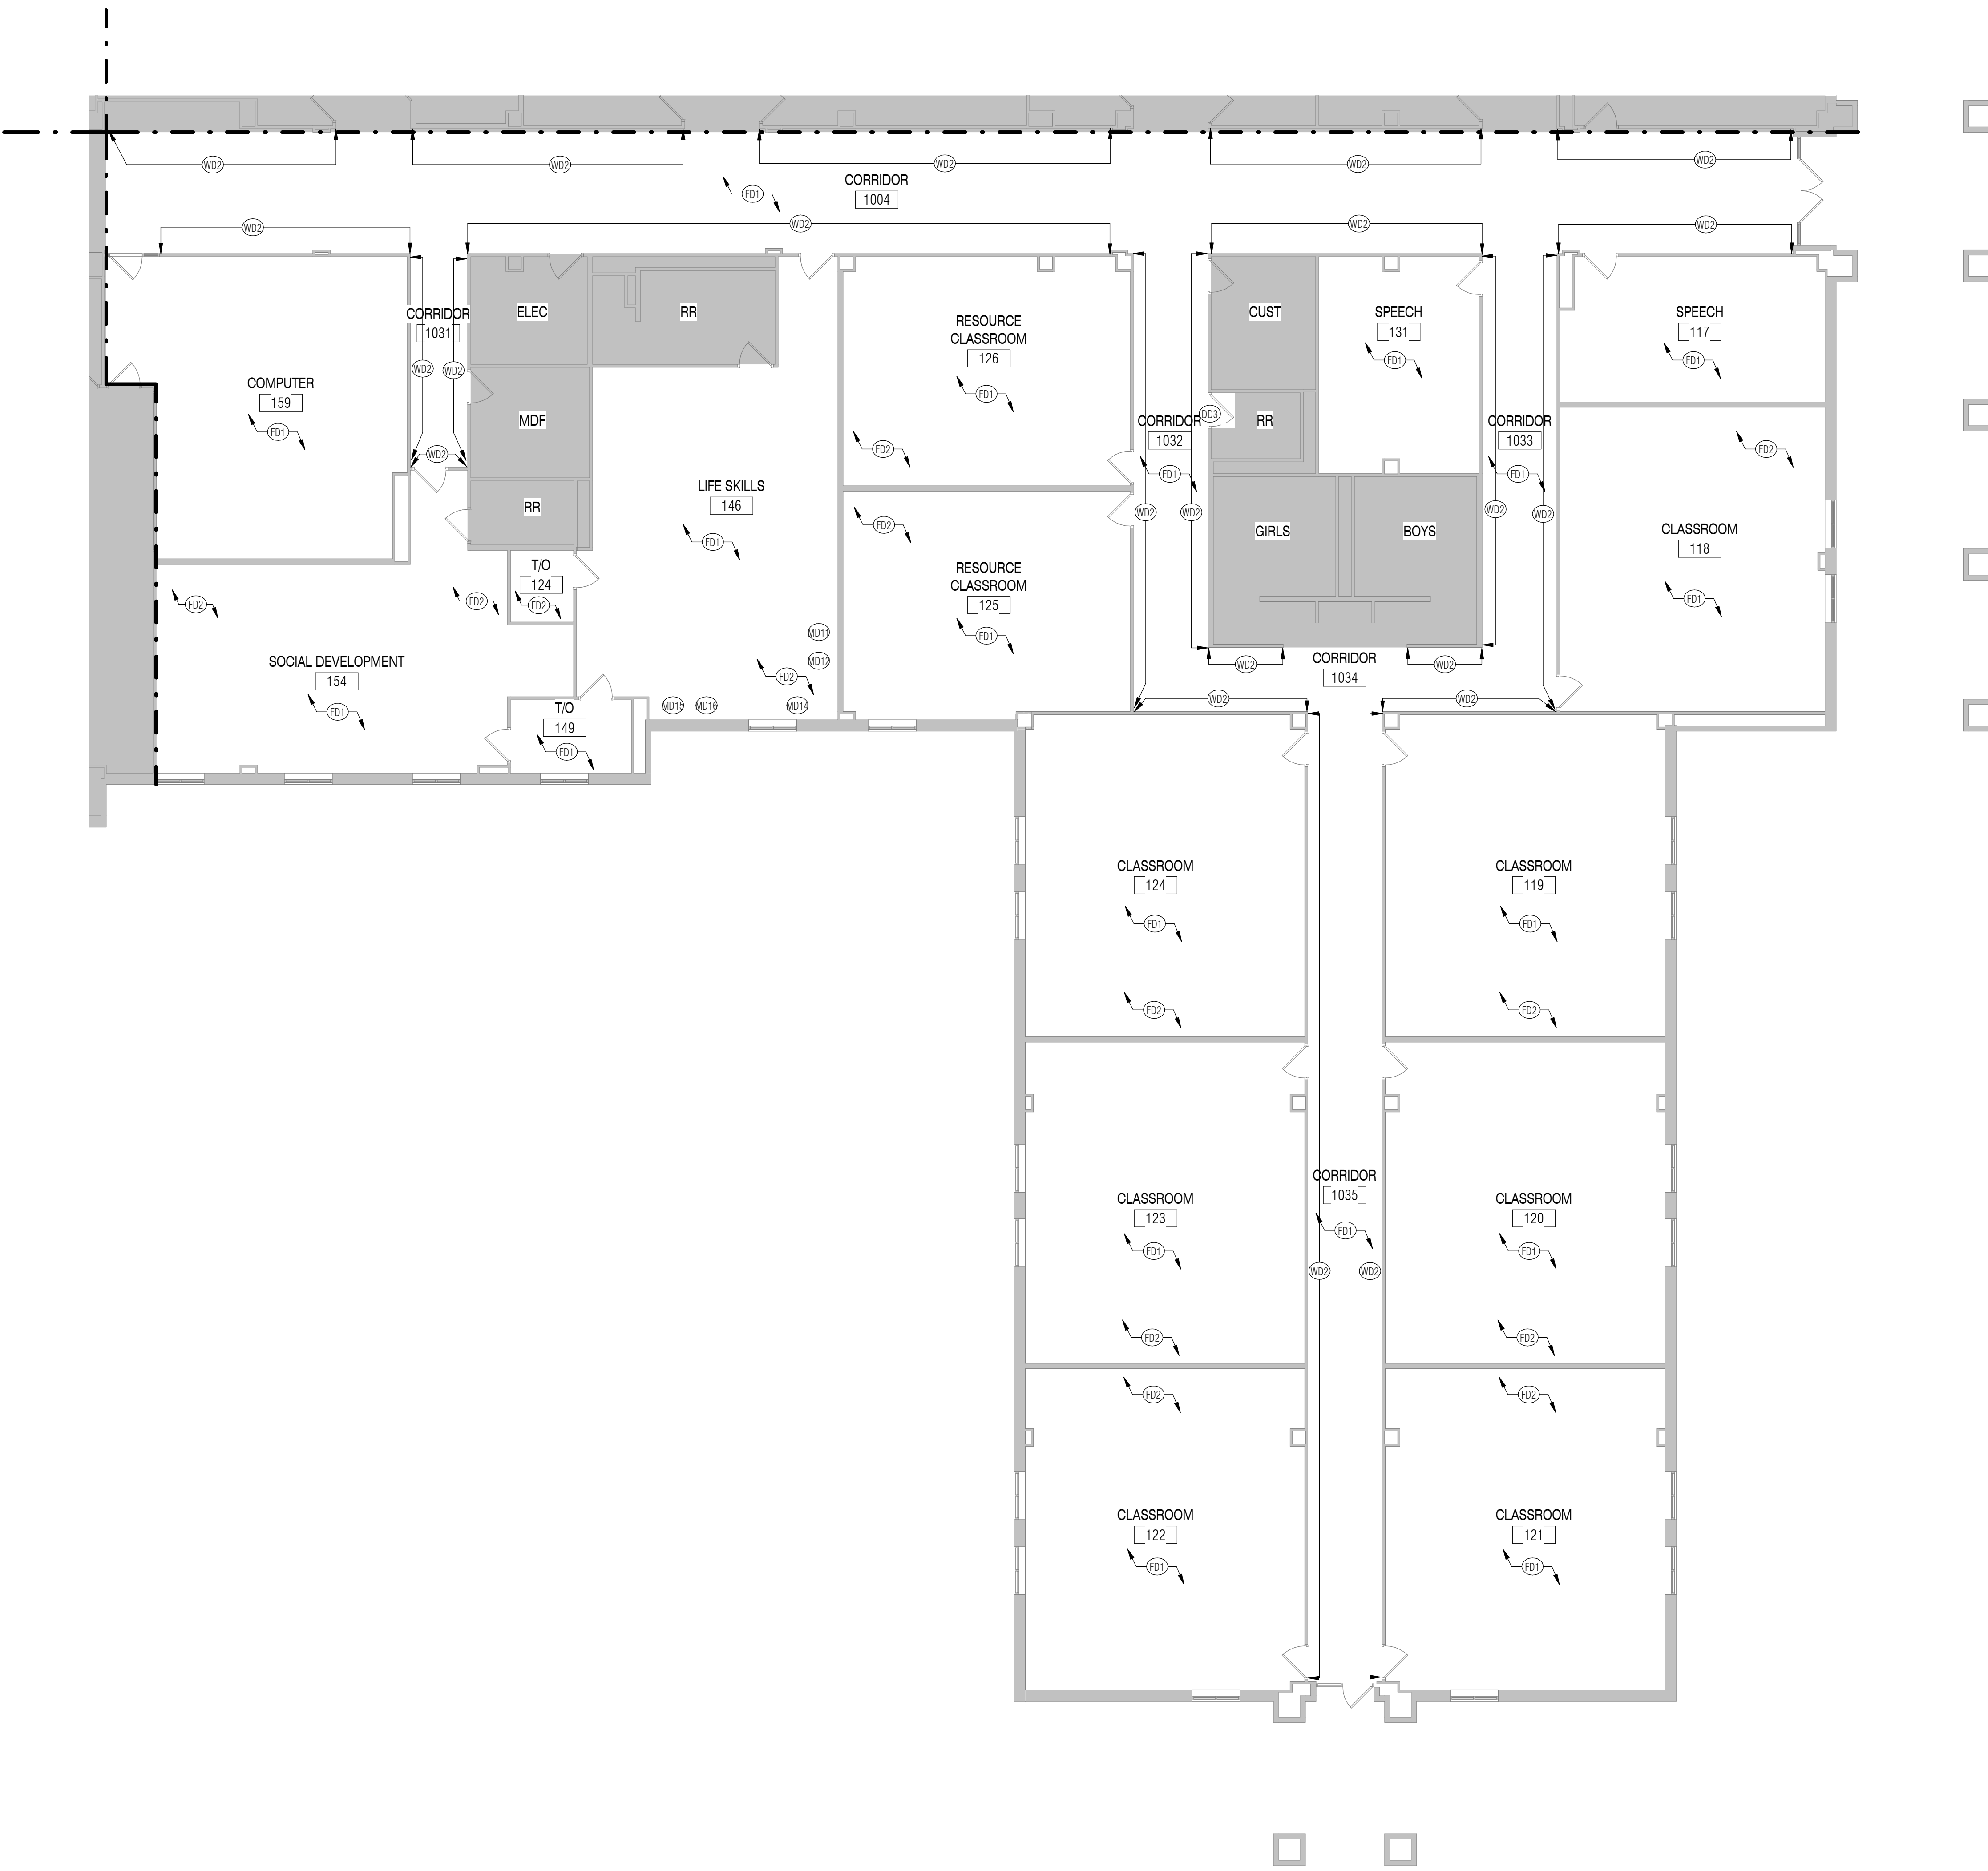 WD2
WD2
WD2
WD2
WD2
CORRIDOR
1004
FD1
WD2
WD2
WD2
WD2
CORRIDOR
1031
WD2
WD2
WD2
COMPUTER
159
FD1
ELEC
RR
MDF
RR
LIFE SKILLS
146
FD1
RESOURCE
CLASSROOM
126
FD1
FD2
FD2
RESOURCE
CLASSROOM
125
FD1
CORRIDOR
1032
FD1
WD2
WD2
CUST
DD3
RR
SPEECH
131
FD1
GIRLS
BOYS
CORRIDOR
1033
FD1
WD2
WD2
SPEECH
117
FD1
FD2
CLASSROOM
118
FD1
T/O
124
FD2
FD2
FD2
SOCIAL DEVELOPMENT
154
FD1
T/O
149
FD1
MD11
MD12
FD2
MD15
MD16
MD14
WD2
WD2
CORRIDOR
1034
WD2
WD2
CLASSROOM
124
FD1
FD2
CLASSROOM
119
FD1
FD2
CLASSROOM
123
FD1
FD2
CORRIDOR
1035
FD1
WD2
WD2
CLASSROOM
120
FD1
FD2
FD2
CLASSROOM
122
FD1
FD2
CLASSROOM
121
FD1